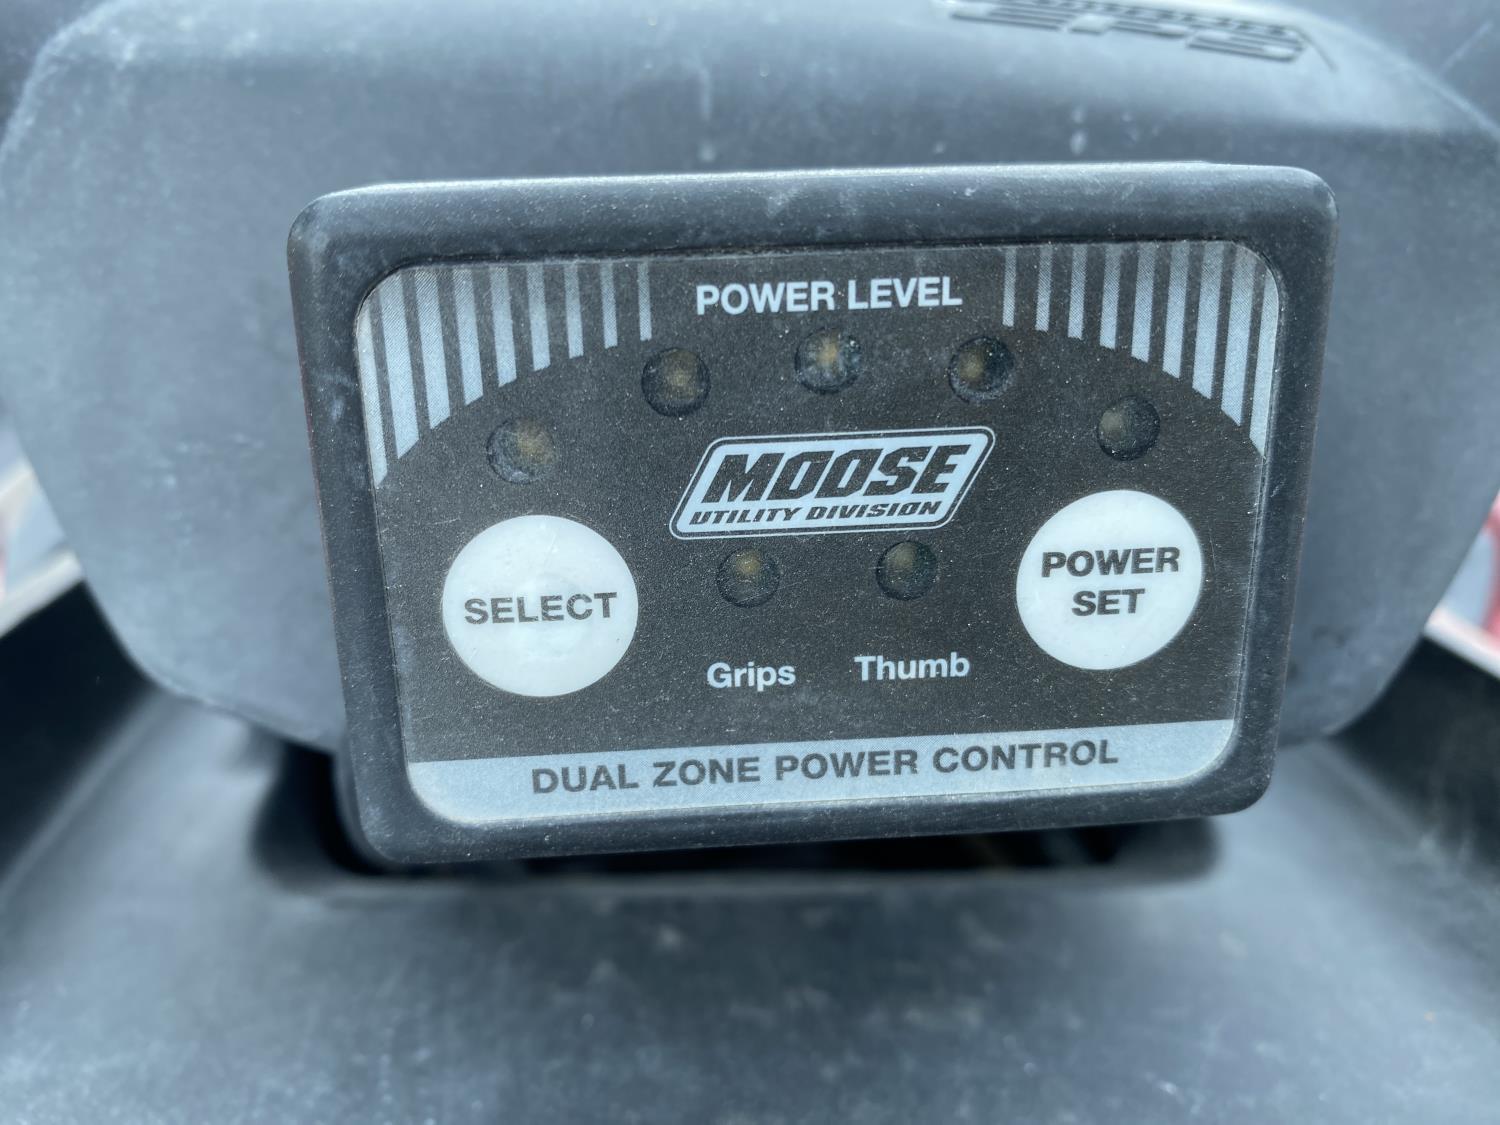 POWER LEVEL
MOOSE
UTILITY DIVISION
SELECT
POWER
SET
Grips
Thumb
DUAL ZONE POWER CONTROL